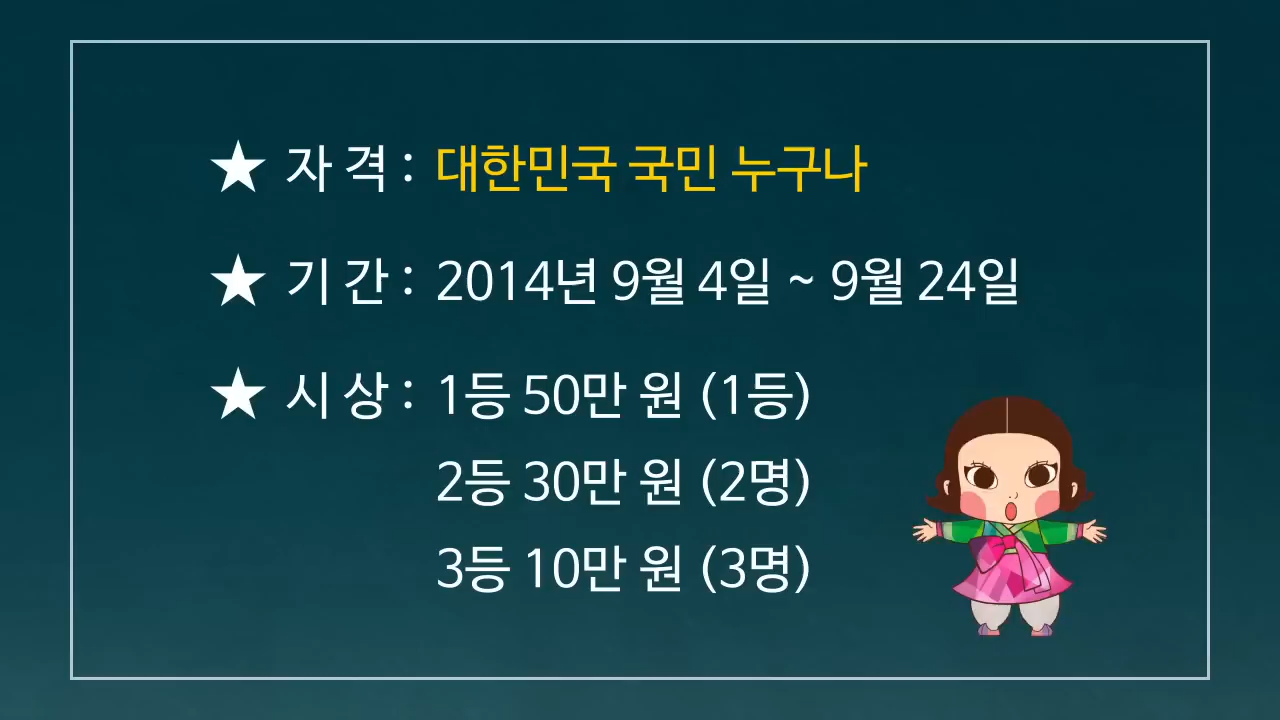 ★ 자 격 : 대한민국 국민 누구나
★ 기 간 : 2014년 9월 4일 ~ 9월 24일
★ 시 상 : 1등 50만 원 (1등)
2등 30만 원 (2명)
3등 10만 원 (3명)